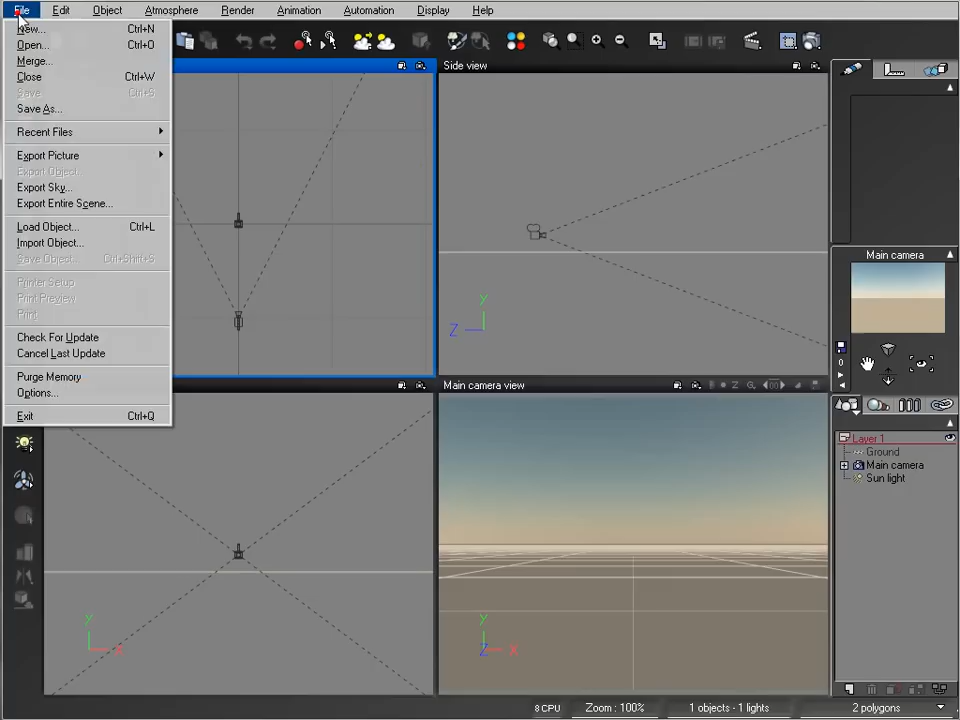 File Edit Object Atmosphere Render Animation Automation Display Help
New... Ctrl+N
Open... Ctrl+O
Merge...
Close Ctrl+W
Save Ctrl+S
Save As...
Recent Files
Export Picture
Export Object...
Export Sky...
Export Entire Scene...
Load Object... Ctrl+L
Import Object...
Save Object... Ctrl+Shift+S
Printer Setup
Print Preview
Print
Check For Update
Cancel Last Update
Purge Memory
Options...
Exit Ctrl+Q
Side view
y
Z
Main camera
0
Main camera view
Layer 1
Ground
Main camera
Sun light
y
X
y
Z
X
8 CPU Zoom : 100% 1 objects - 1 lights 2 polygons